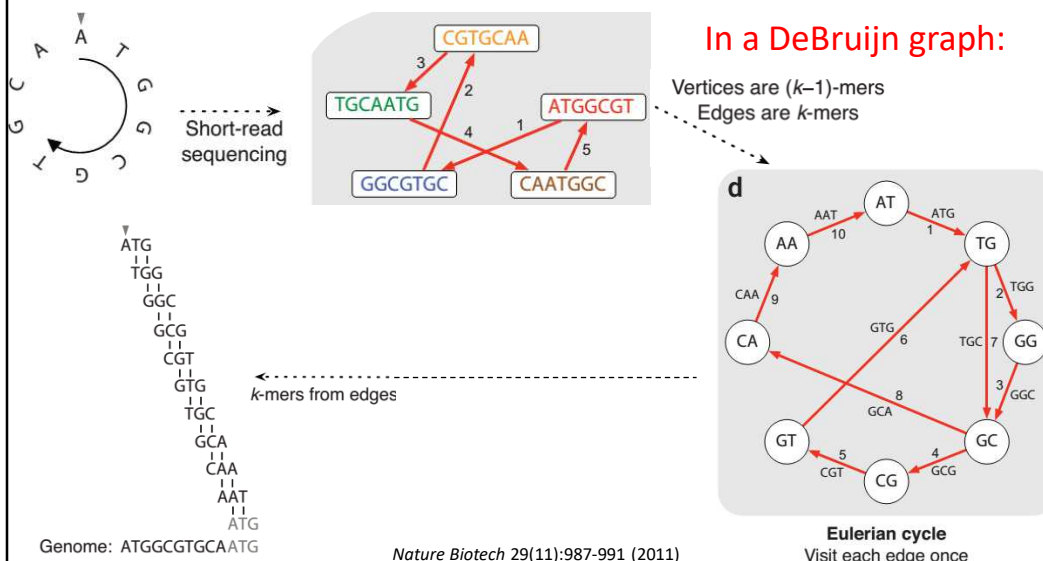 A T G G C G T G C A
Short-read
sequencing
CGTGCAA
3
2
TGCAATG
ATGGCGT
4
1
5
GGCGTGC
CAATGGC
In a DeBruijn graph:
Vertices are (k–1)-mers
Edges are k-mers
d
AT
AAT
10
ATG
1
AA
TG
CAA
9
2
TGG
GTG
6
TGC
7
CA
GG
3
GGC
8
GCA
GT
GC
5
CGT
4
GCG
CG
Eulerian cycle
Visit each edge once
ATG
TGG
GGC
GCG
CGT
GTG
TGC
GCA
CAA
AAT
ATG
k-mers from edges
Genome: ATGGCGTGCAATG
Nature Biotech 29(11):987-991 (2011)